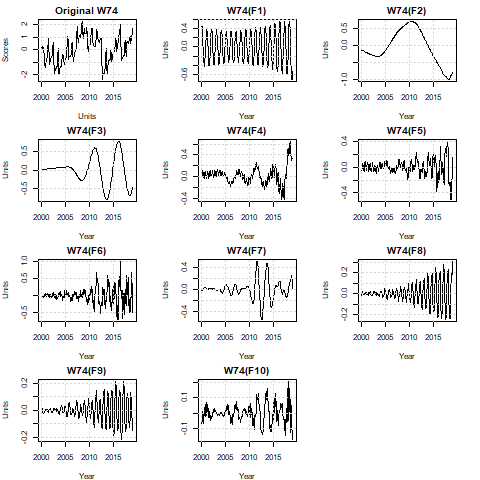 Original W74 W74(F1) W74(F2)
Scores Units Units
-2 0 1 2
-0.6 0.0 0.4
-1.0 0.0 0.5
2000 2005 2010 2015 2000 2005 2010 2015 2000 2005 2010 2015
Units Year Year
W74(F3) W74(F4) W74(F5)
Units Units Units
-0.5 0.0 0.5
-0.4 0.0 0.4
-0.4 0.0 0.4
2000 2005 2010 2015 2000 2005 2010 2015 2000 2005 2010 2015
Year Year Year
W74(F6) W74(F7) W74(F8)
Units Units Units
-0.5 0.0 0.5 1.0
-0.4 0.0 0.4
-0.2 0.0 0.2
2000 2005 2010 2015 2000 2005 2010 2015 2000 2005 2010 2015
Year Year Year
W74(F9) W74(F10)
Units Units
-0.2 0.0 0.2
-0.1 0.1
2000 2005 2010 2015 2000 2005 2010 2015
Year Year